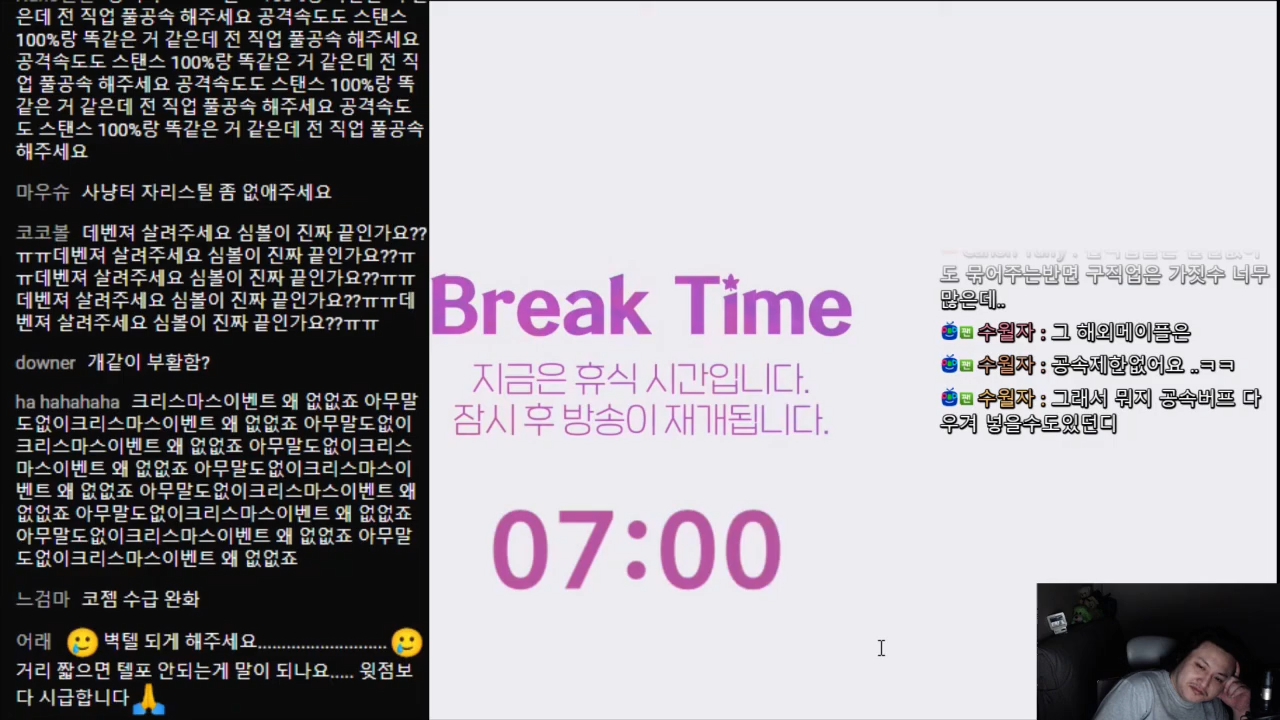 은데 전 직업 풀공속 해주세요 공격속도도 스탠스
100%랑 똑같은 거 같은데 전 직업 풀공속 해주세요
공격속도도 스탠스 100%랑 똑같은 거 같은데 전 직
업 풀공속 해주세요 공격속도도 스탠스 100%랑 똑
같은 거 같은데 전 직업 풀공속 해주세요 공격속도
도 스탠스 100%랑 똑같은 거 같은데 전 직업 풀공속
해주세요
마우슈 사냥터 자리스틸 좀 없애주세요
코코볼 데벤져 살려주세요 심볼이 진짜 끝인가요??
ㅠㅠ데벤져 살려주세요 심볼이 진짜 끝인가요??ㅠ
ㅠ데벤져 살려주세요 심볼이 진짜 끝인가요??ㅠㅠ
데벤져 살려주세요 심볼이 진짜 끝인가요??ㅠㅠ데
벤져 살려주세요 심볼이 진짜 끝인가요??ㅠㅠ
downer 개같이 부활함?
ha hahahaha 크리스마스이벤트 왜 없없죠 아무말
도없이크리스마스이벤트 왜 없없죠 아무말도없이
크리스마스이벤트 왜 없없죠 아무말도없이크리스
마스이벤트 왜 없없죠 아무말도없이크리스마스이
벤트 왜 없없죠 아무말도없이크리스마스이벤트 왜
없없죠 아무말도없이크리스마스이벤트 왜 없없죠
아무말도없이크리스마스이벤트 왜 없없죠 아무말
도없이크리스마스이벤트 왜 없없죠
느검마 코젬 수급 완화
어래 🥲 벽텔 되게 해주세요............................🥲
거리 짧으면 텔포 안되는게 말이 되나요..... 윗점보
다 시급합니다🙏
Break Time
지금은 휴식 시간입니다.
잠시 후 방송이 재개됩니다.
07:00
도 묶어주는반면 구직업은 가짓수 너무
많은데..
수월자 : 그 해외메이플은
수월자 : 공속제한없어요 ..ㅋㅋ
수월자 : 그래서 뭐지 공속버프 다
우겨 넣을수도있던디